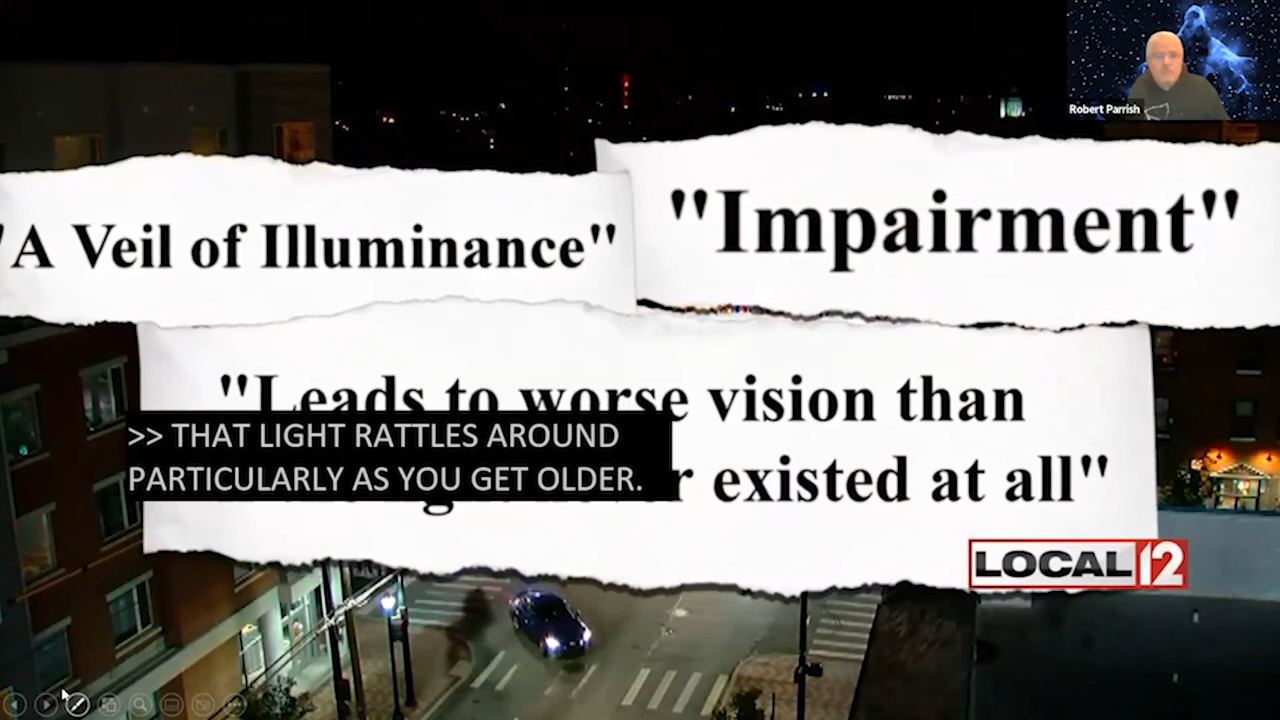 Robert Parrish
"A Veil of Illuminance"
"Impairment"
"Leads to worse vision than
existed at all"
>> THAT LIGHT RATTLES AROUND
PARTICULARLY AS YOU GET OLDER.
LOCAL 12